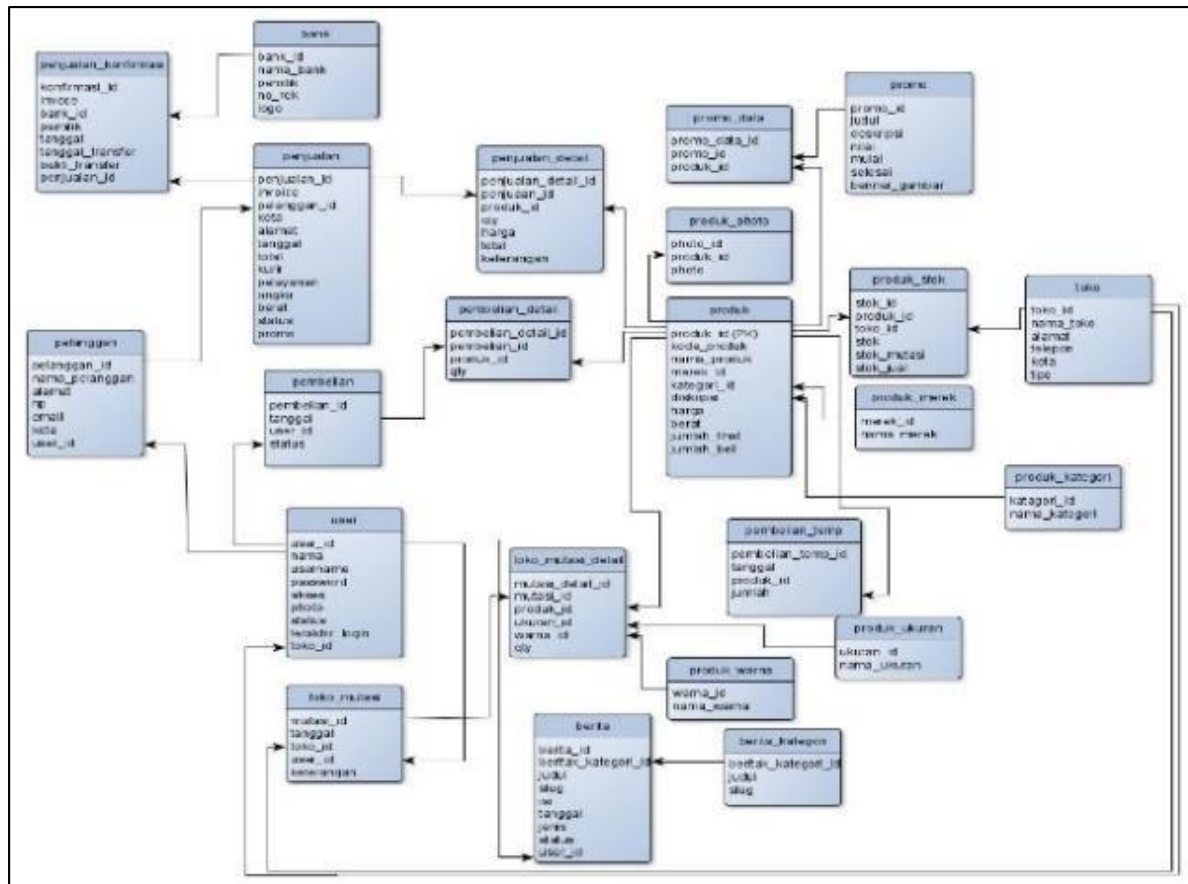 bank
bank_id
nama_bank
pemilik
no_rek
logo
penjualan_konfirmasi
konfirmasi_id
invoice
bank_id
pemilik
tanggal
tanggal_transfer
bukti_transfer
penjualan_id
penjualan
penjualan_id
invoice
pelanggan_id
kota
alamat
tanggal
total
kurir
pelayanan
ongkir
berat
status
promo
penjualan_detail
penjualan_detail_id
penjuaan_id
produk_id
qty
harga
total
keterangan
promo_data
promo_data_id
promo_id
produk_id
promo
promo_id
judul
deskripsi
nilai
mulai
selesai
banner_gambar
produk_photo
photo_id
produk_id
photo
produk
produk_id(PK)
kode_produk
nama_produk
merek_id
kategori_id
diskripsi
harga
berat
jumlah_lihat
jumlah_beli
produk_stok
stok_id
produk_id
toko_id
stok
stok_mutasi
stok_jual
toko
toko_id
nama_toko
alamat
telepon
kota
tipe
produk_merek
merek_id
nama_merek
produk_kategori
katagori_id
nama_kategori
pembelian_detail
pembelian_detail_id
pembelian_id
produk_id
qty
pelanggan
pelanggan_id
nama_pelanggan
alamat
hp
email
kota
user_id
pembelian
pembelian_id
tanggal
user_id
status
user
user_id
nama
username
password
akses
photo
status
terakhir_login
toko_id
toko_mutasi_detail
mutasi_detail_id
mutasi_id
produk_id
ukuran_id
warna_id
qty
pembelian_temp
pembelian_temp_id
tanggal
produk_id
jumlah
produk_ukuran
ukuran_id
nama_ukuran
produk_warna
warna_id
nama_warna
toko_mutasi
mutasi_id
tanggal
toko_id
user_id
keterangan
berita
berita_id
beritak_kategori_id
judul
slug
isi
tanggal
jenis
status
user_id
berita_kategori
beritak_kategori_id
judul
slug